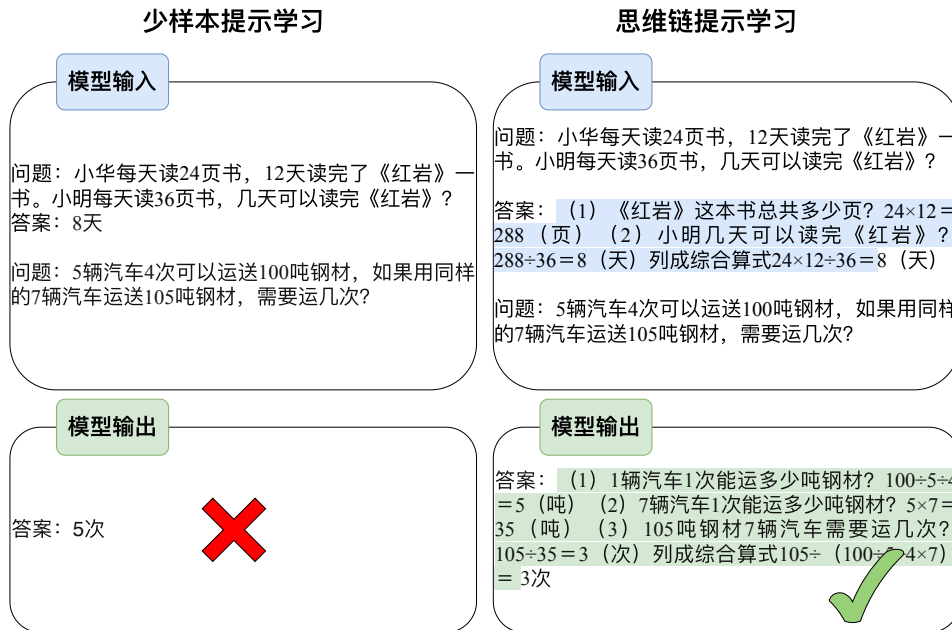 少样本提示学习
模型输入
问题：小华每天读24页书，12天读完了《红岩》一
书。小明每天读36页书，几天可以读完《红岩》？
答案：8天
问题：5辆汽车4次可以运送100吨钢材，如果用同样
的7辆汽车运送105吨钢材，需要运几次？
模型输出
答案：5次
思维链提示学习
模型输入
问题：小华每天读24页书，12天读完了《红岩》一
书。小明每天读36页书，几天可以读完《红岩》？
答案：（1）《红岩》这本书总共多少页？24×12＝
288（页）（2）小明几天可以读完《红岩》？
288÷36＝8（天）列成综合算式24×12÷36＝8（天）
问题：5辆汽车4次可以运送100吨钢材，如果用同样
的7辆汽车运送105吨钢材，需要运几次？
模型输出
答案：（1）1辆汽车1次能运多少吨钢材？100÷5÷4
＝5（吨）（2）7辆汽车1次能运多少吨钢材？5×7＝
35（吨）（3）105吨钢材7辆汽车需要运几次？
105÷35＝3（次）列成综合算式105÷（100÷5÷4×7）
＝ 3次